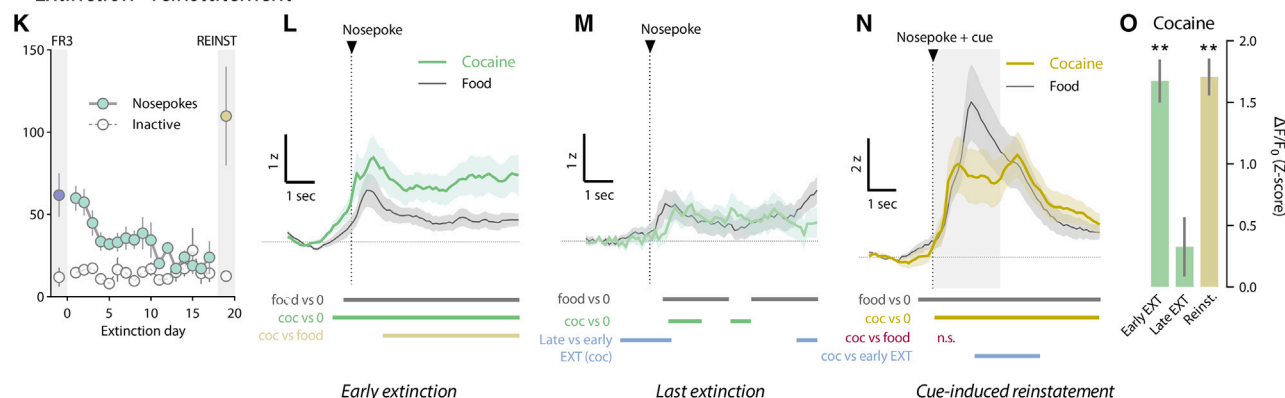 Extinction - reinstatement
K
FR3
REINST
150
100
50
0
Nosepokes
Inactive
0
5
10
15
20
Extinction day
L
Nosepoke
Cocaine
Food
1 z
1 sec
food vs 0
coc vs 0
coc vs food
Early extinction
M
Nosepoke
1 z
1 sec
food vs 0
coc vs 0
Late vs early
EXT (coc)
Last extinction
N
Nosepoke + cue
Cocaine
Food
2 z
1 sec
food vs 0
coc vs 0
coc vs food n.s.
coc vs early EXT
Cue-induced reinstatement
O
Cocaine
** **
2.0
1.5
1.0
0.5
0.0
ΔF/F0 (Z-score)
Early EXT
Late EXT
Reinst.